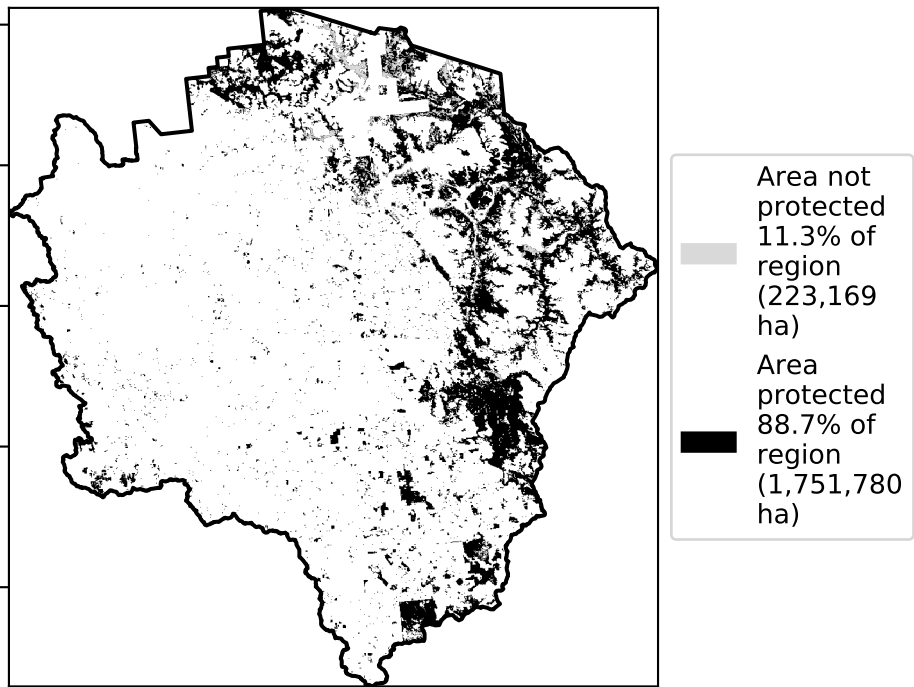 Area not
protected
11.3% of
region
(223,169
ha)
Area
protected
88.7% of
region
(1,751,780
ha)